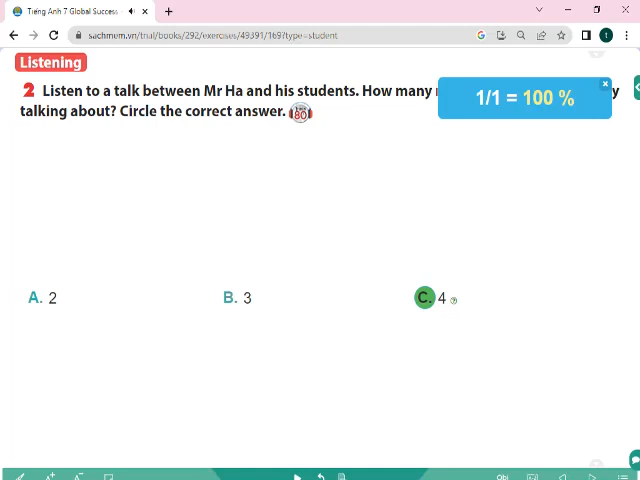 Tiếng Anh 7 Global Success -
sachmem.vn/trial/books/292/exercises/49391/169?type=student
Listening
2 Listen to a talk between Mr Ha and his students. How many
talking about? Circle the correct answer. 80
1/1 = 100 %
A. 2
B. 3
C. 4
Obj